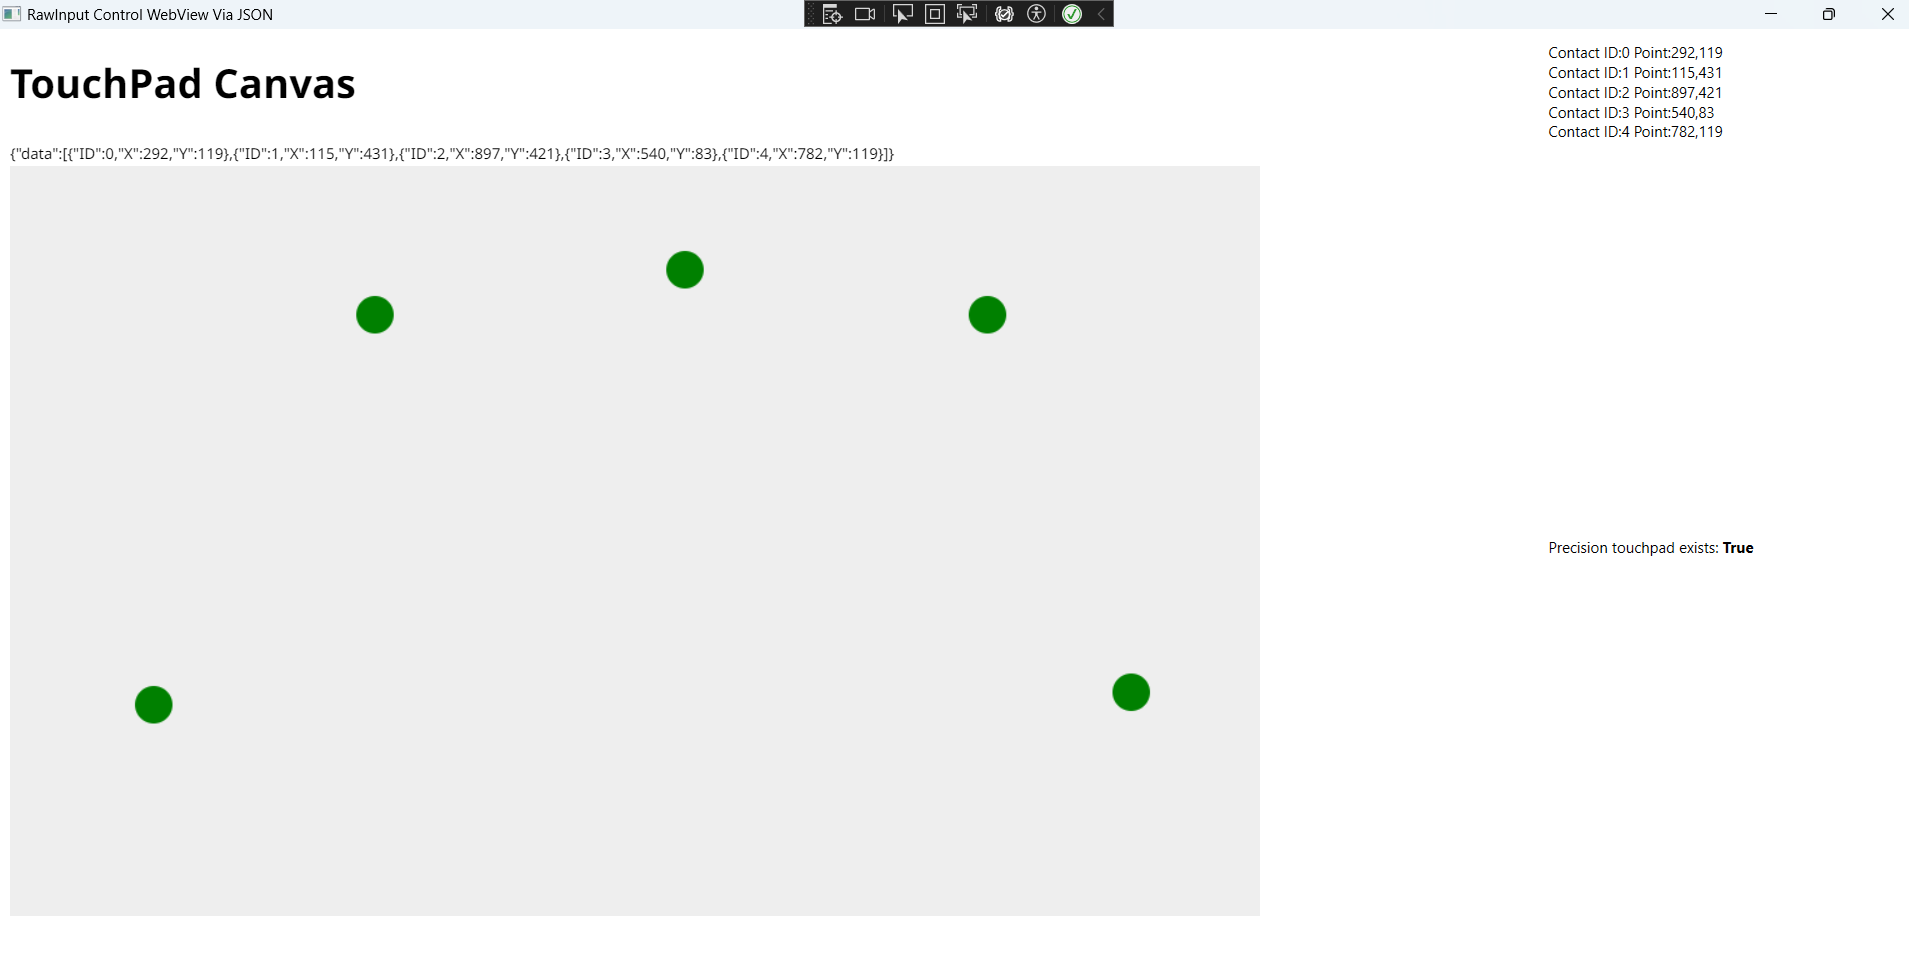 RawInput Control WebView Via JSON
TouchPad Canvas
{"data":[{"ID":0,"X":292,"Y":119},{"ID":1,"X":115,"Y":431},{"ID":2,"X":897,"Y":421},{"ID":3,"X":540,"Y":83},{"ID":4,"X":782,"Y":119}]}
Contact ID:0 Point:292,119
Contact ID:1 Point:115,431
Contact ID:2 Point:897,421
Contact ID:3 Point:540,83
Contact ID:4 Point:782,119
Precision touchpad exists: True